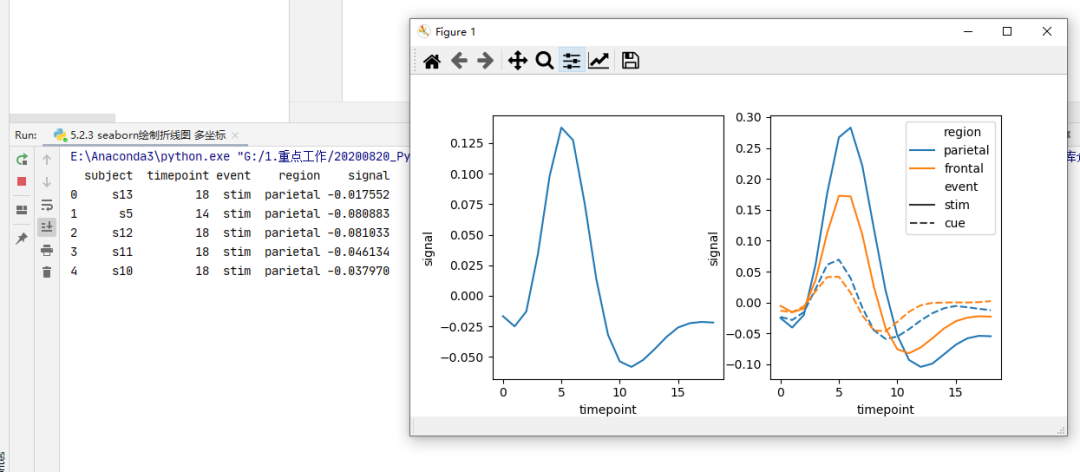 Figure 1
Run: 5.2.3 seaborn绘制折线图 多坐标
E:\Anaconda3\python.exe "G:/1.重点工作/20200820_Py
subject timepoint event region signal
0 s13 18 stim parietal -0.017552
1 s5 14 stim parietal -0.080883
2 s12 18 stim parietal -0.081033
3 s11 18 stim parietal -0.046134
4 s10 18 stim parietal -0.037970
0.125
0.100
0.075
0.050
0.025
0.000
-0.025
-0.050
signal
0 5 10 15
timepoint
0.30
0.25
0.20
0.15
0.10
0.05
0.00
-0.05
-0.10
signal
0 5 10 15
timepoint
region
parietal
frontal
event
stim
cue